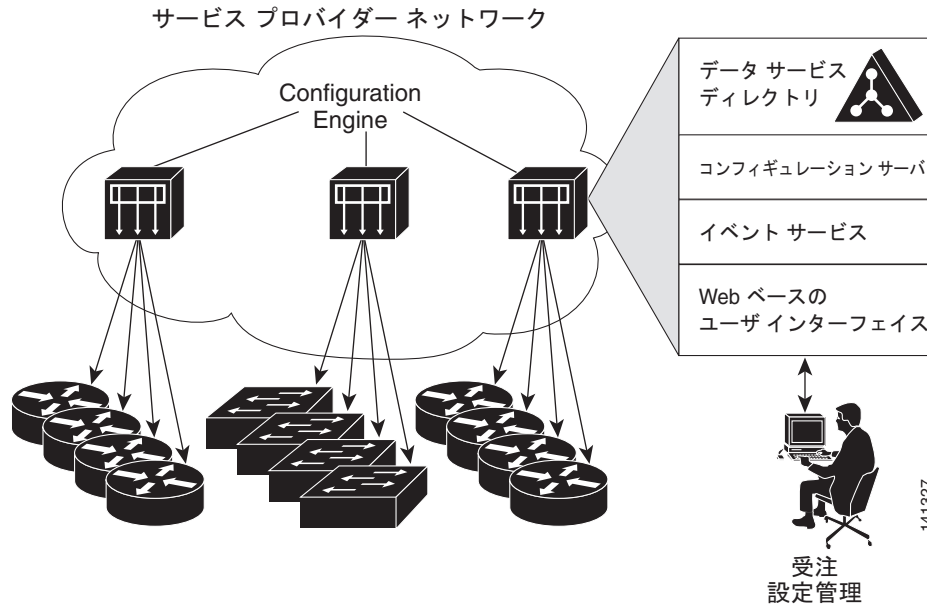 サービス プロバイダー ネットワーク
Configuration
Engine
データ サービス
ディレクトリ
コンフィギュレーション サーバ
イベント サービス
Web ベースの
ユーザ インターフェイス
141327
受注
設定管理